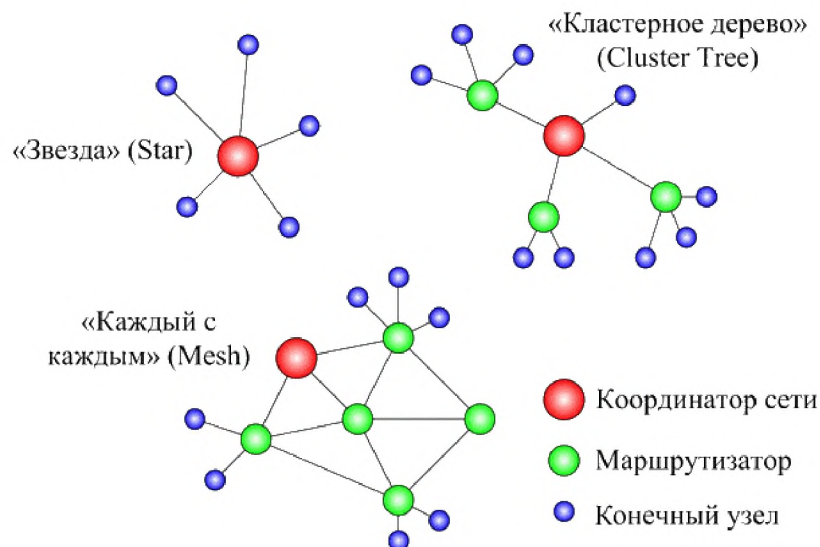 «Кластерное дерево»
(Cluster Tree)
«Звезда» (Star)
«Каждый с
каждым» (Mesh)
Координатор сети
Маршрутизатор
Конечный узел